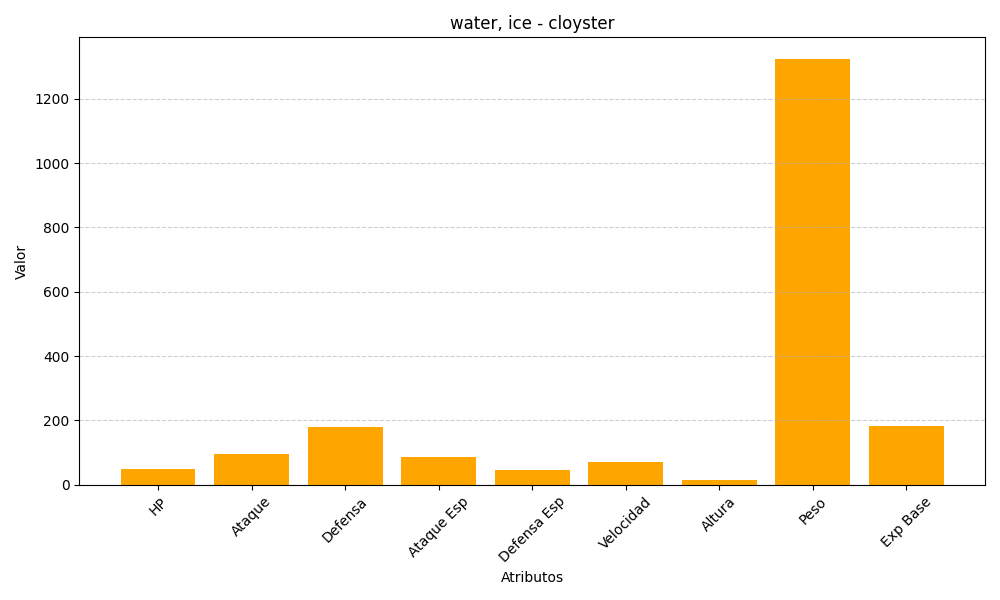 water, ice - cloyster
Valor
1200
1000
800
600
400
200
0
HP
Ataque
Defensa
Ataque Esp
Defensa Esp
Velocidad
Altura
Peso
Exp Base
Atributos